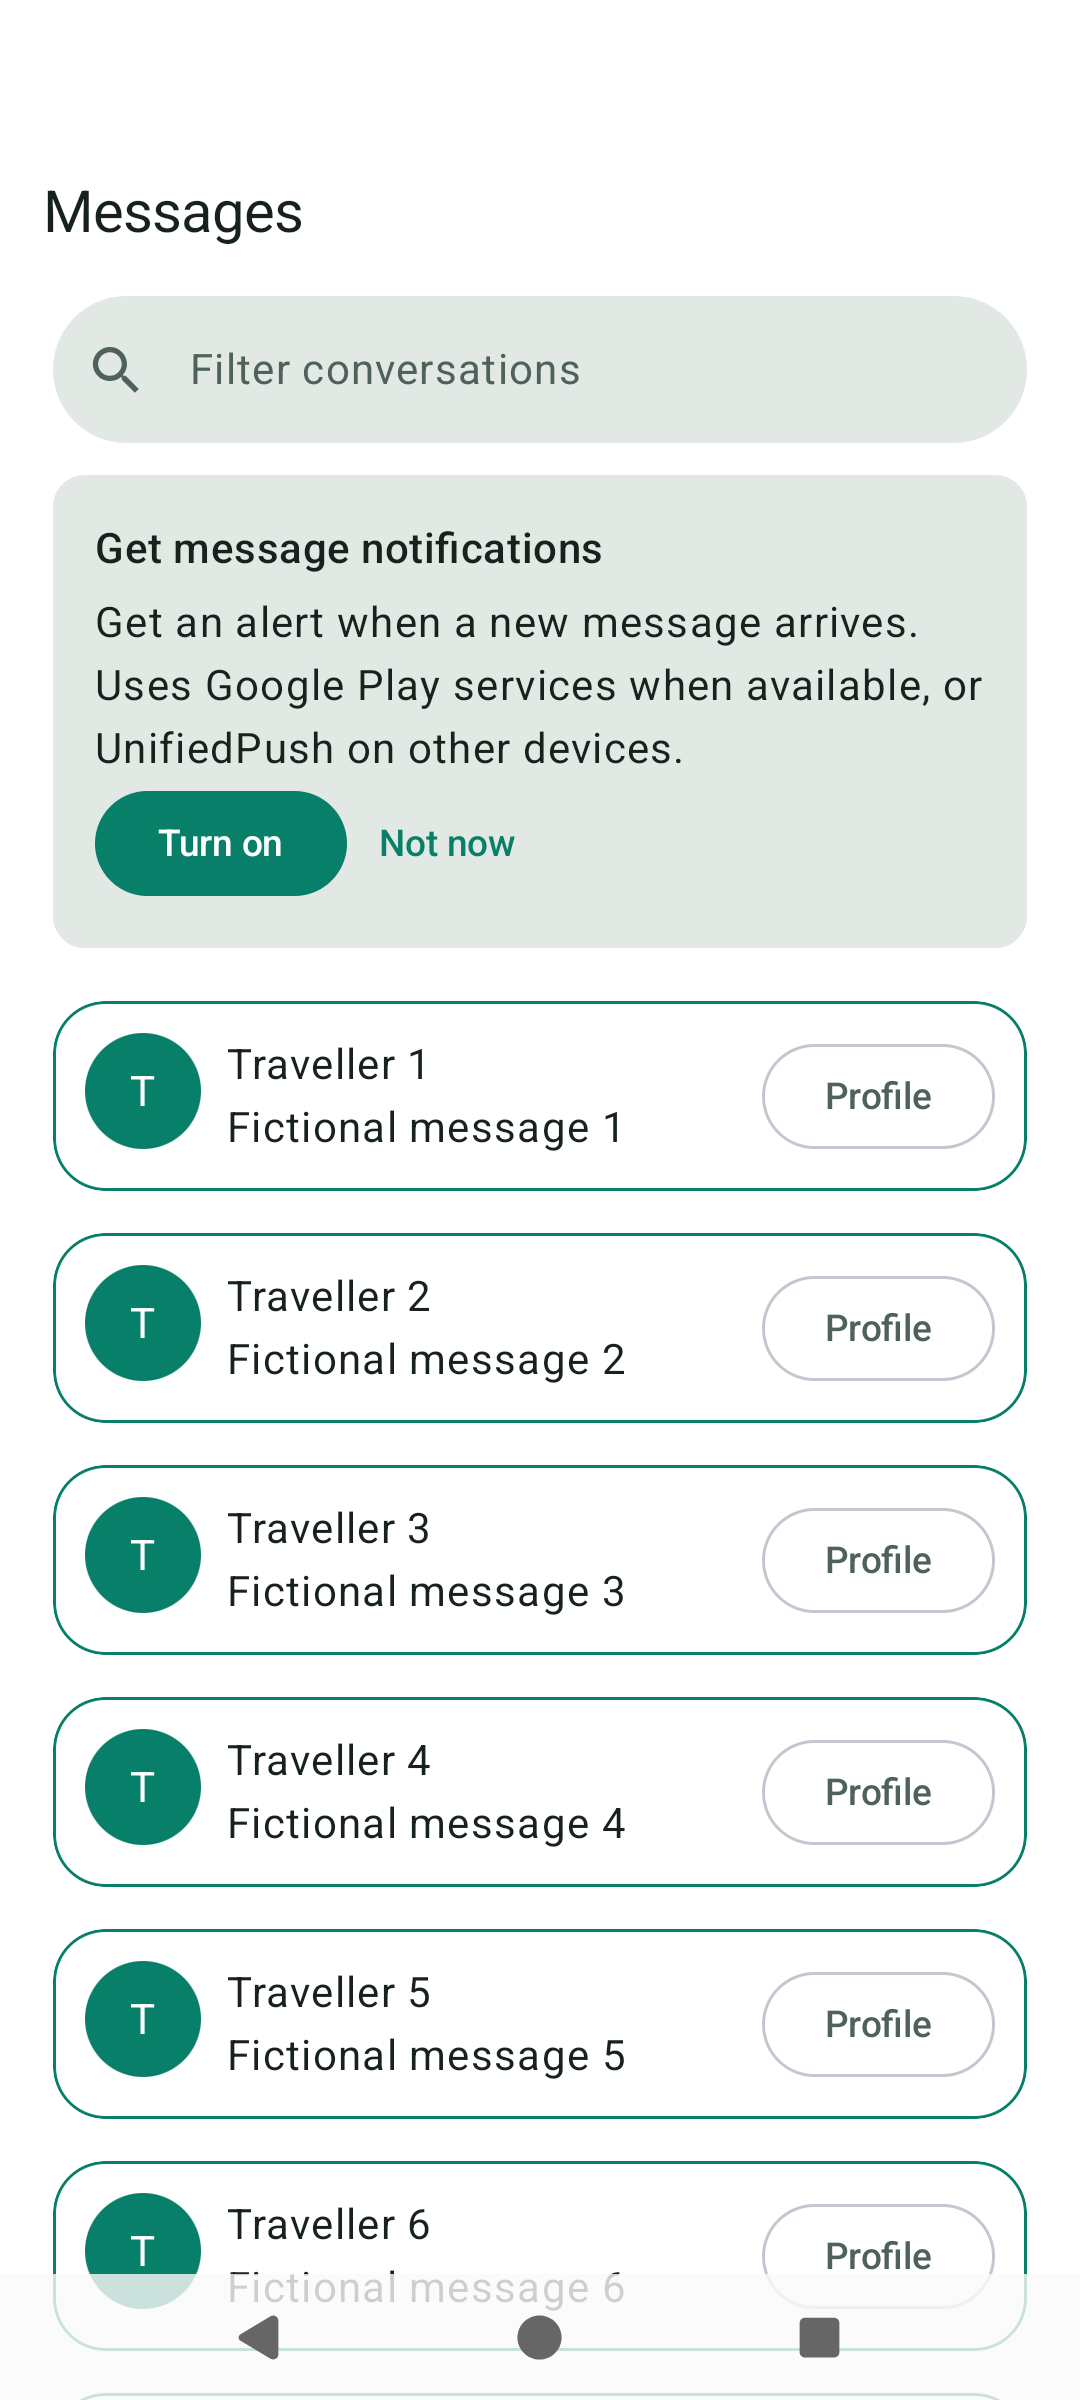 Messages
Filter conversations
Get message notifications
Get an alert when a new message arrives.
Uses Google Play services when available, or
UnifiedPush on other devices.
Turn on
Not now
T
Traveller 1
Fictional message 1
Profile
T
Traveller 2
Fictional message 2
Profile
T
Traveller 3
Fictional message 3
Profile
T
Traveller 4
Fictional message 4
Profile
T
Traveller 5
Fictional message 5
Profile
T
Traveller 6
Fictional message 6
Profile